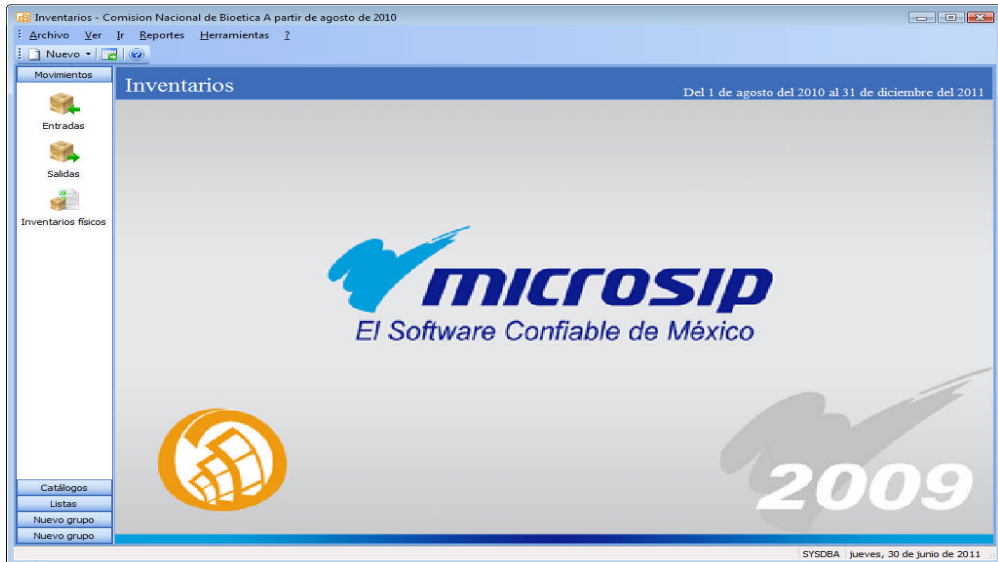 Inventarios - Comision Nacional de Bioetica A partir de agosto de 2010
Archivo Ver Ir Reportes Herramientas ?
Nuevo
Movimientos
Inventarios
Del 1 de agosto del 2010 al 31 de diciembre del 2011
Entradas
Salidas
Inventarios físicos
microsip
El Software Confiable de México
2009
Catálogos
Listas
Nuevo grupo
Nuevo grupo
SYSDBA jueves, 30 de junio de 2011